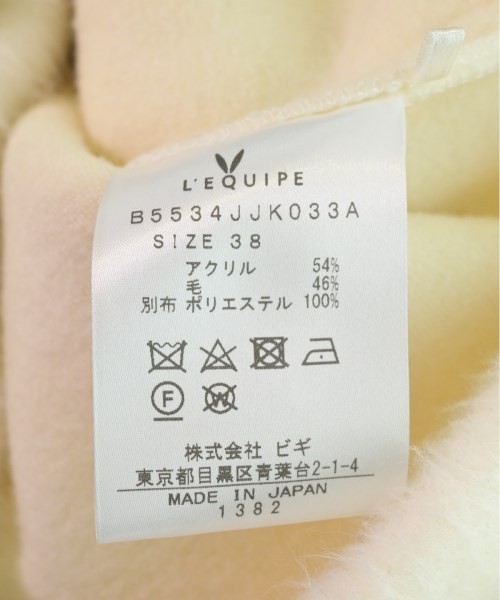 L'EQUIPE
B5534JJK033A
SIZE 38
アクリル 54%
毛 46%
別布 ポリエステル 100%
F W
株式会社 ビギ
東京都目黒区青葉台2-1-4
MADE IN JAPAN
1382